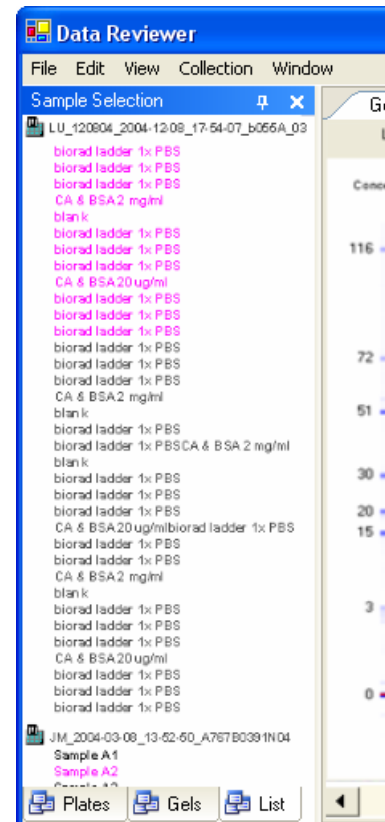 Data Reviewer
File Edit View Collection Window
Sample Selection
LU_120804_2004-12-08_17-54-07_b055A_03
biorad ladder 1x PBS
biorad ladder 1x PBS
biorad ladder 1x PBS
CA & BSA 2 mg/ml
blank
biorad ladder 1x PBS
biorad ladder 1x PBS
biorad ladder 1x PBS
CA & BSA 20 ug/ml
biorad ladder 1x PBS
biorad ladder 1x PBS
biorad ladder 1x PBS
biorad ladder 1x PBS
biorad ladder 1x PBS
biorad ladder 1x PBS
CA & BSA 2 mg/ml
blank
biorad ladder 1x PBS
biorad ladder 1x PBSCA & BSA 2 mg/ml
blank
biorad ladder 1x PBS
biorad ladder 1x PBS
biorad ladder 1x PBS
CA & BSA 20 ug/mlbiorad ladder 1x PBS
biorad ladder 1x PBS
biorad ladder 1x PBS
CA & BSA 2 mg/ml
blank
biorad ladder 1x PBS
biorad ladder 1x PBS
biorad ladder 1x PBS
CA & BSA 20 ug/ml
biorad ladder 1x PBS
biorad ladder 1x PBS
biorad ladder 1x PBS
JM_2004-03-08_13-52-50_A767B0391N04
Sample A1
Sample A2
Plates Gels List
116
72
51
30
20
15
3
0